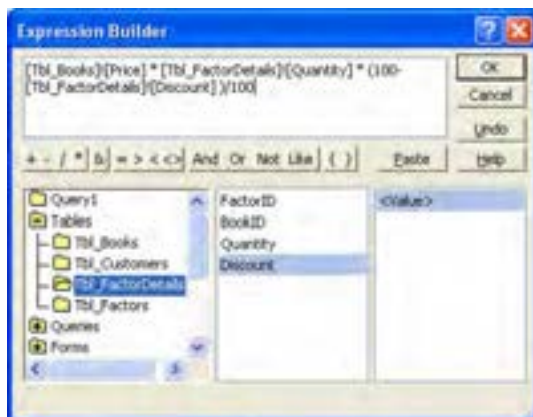 Expression Builder
[Tbl_Books]![Price] * [Tbl_FactorDetails]![Quantity] * (100-
[Tbl_FactorDetails]![Discount] )/100
OK
Cancel
Undo
Help
+ - / * & = > < <> And Or Not Like ( ) Paste
Query1
Tables
Tbl_Books
Tbl_Customers
Tbl_FactorDetails
Tbl_Factors
Queries
Forms
FactorID
BookID
Quantity
Discount
<Value>